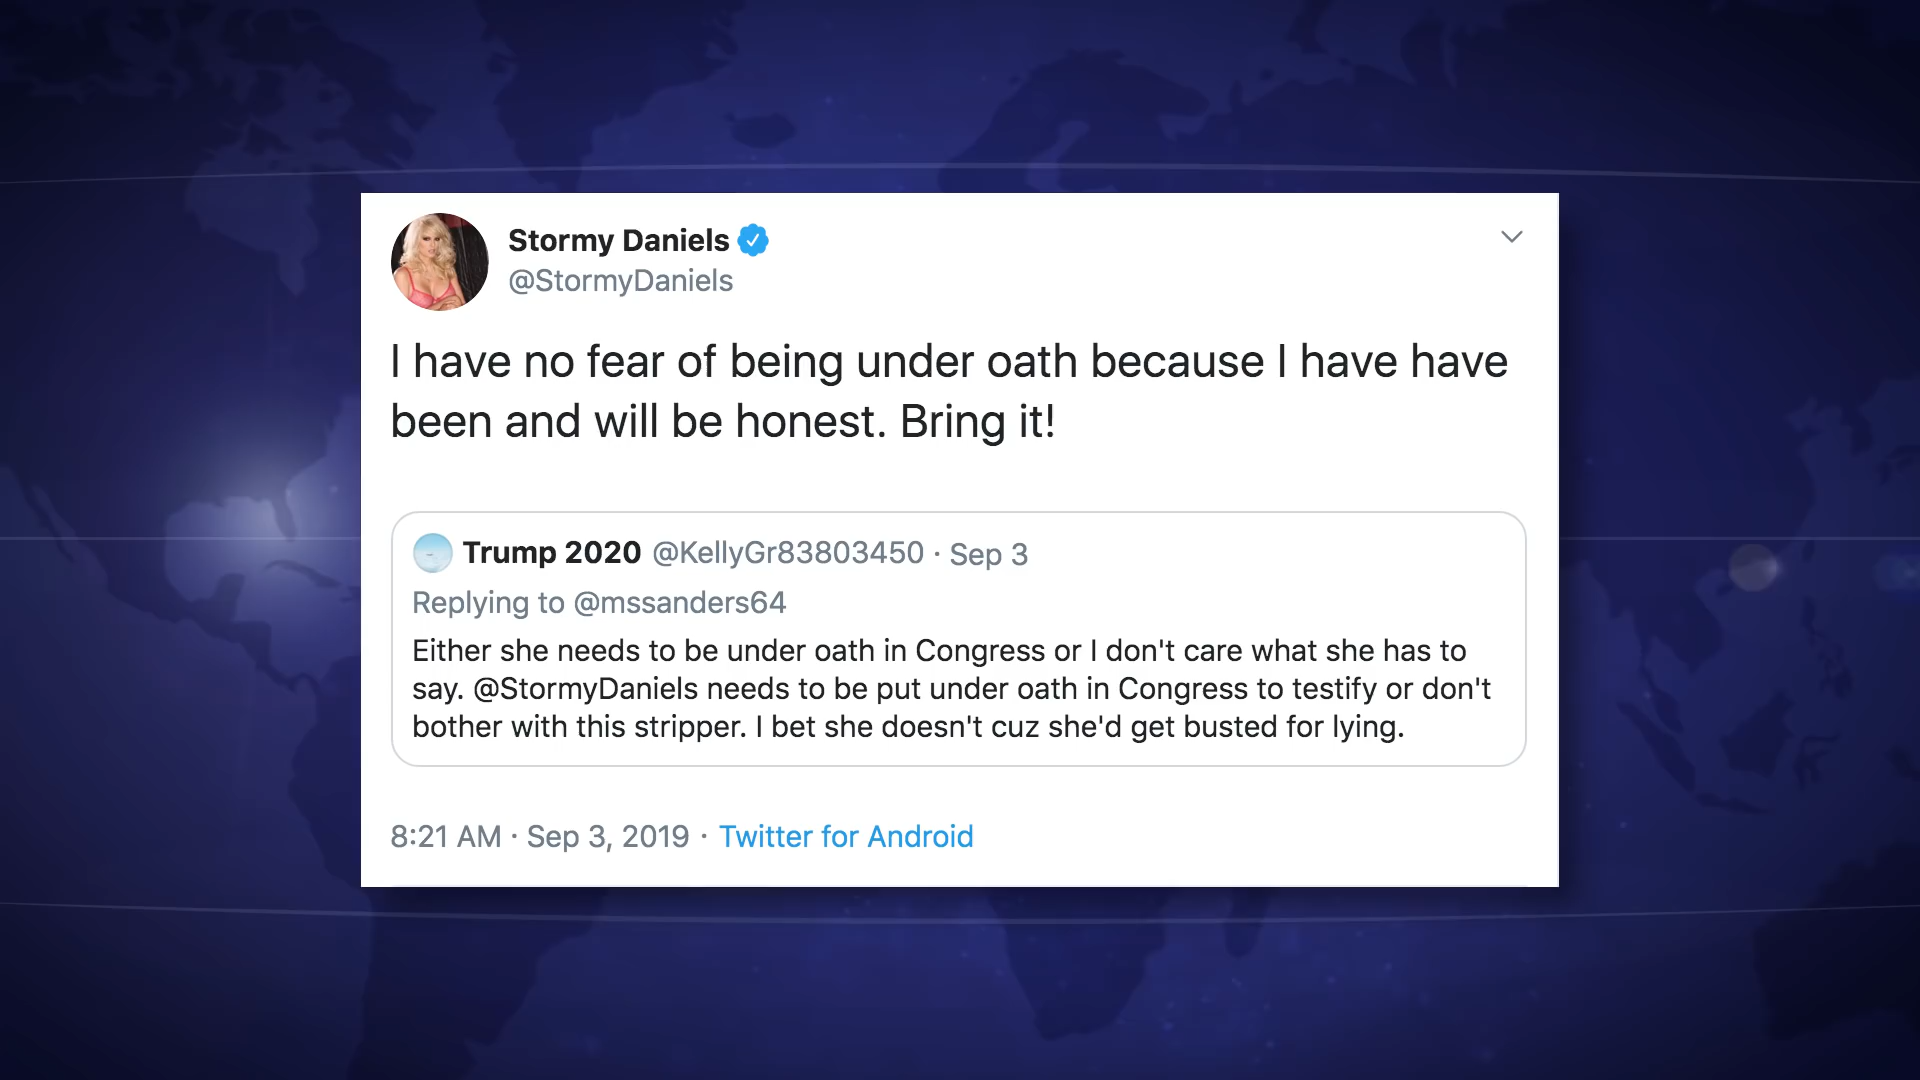 Stormy Daniels
@StormyDaniels
I have no fear of being under oath because I have have
been and will be honest. Bring it!
Trump 2020 @KellyGr83803450 · Sep 3
Replying to @mssanders64
Either she needs to be under oath in Congress or I don't care what she has to
say. @StormyDaniels needs to be put under oath in Congress to testify or don't
bother with this stripper. I bet she doesn't cuz she'd get busted for lying.
8:21 AM · Sep 3, 2019 · Twitter for Android